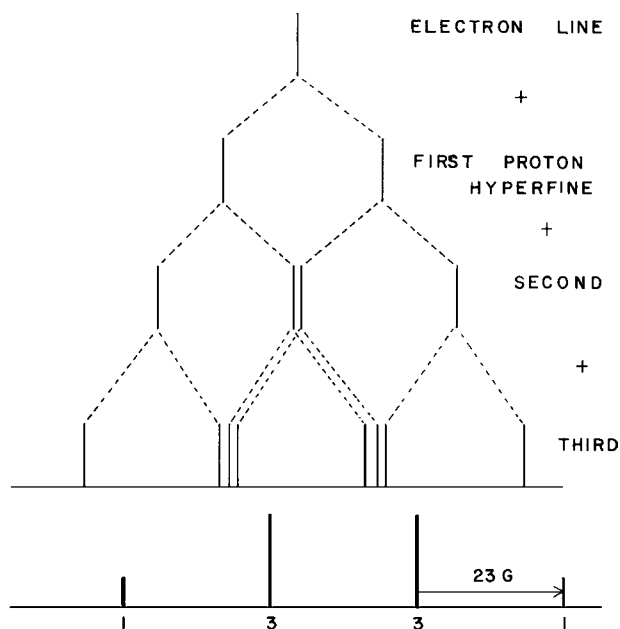 ELECTRON LINE
+
FIRST PROTON
HYPERFINE
+
SECOND
+
THIRD
23 G
1 3 3 1